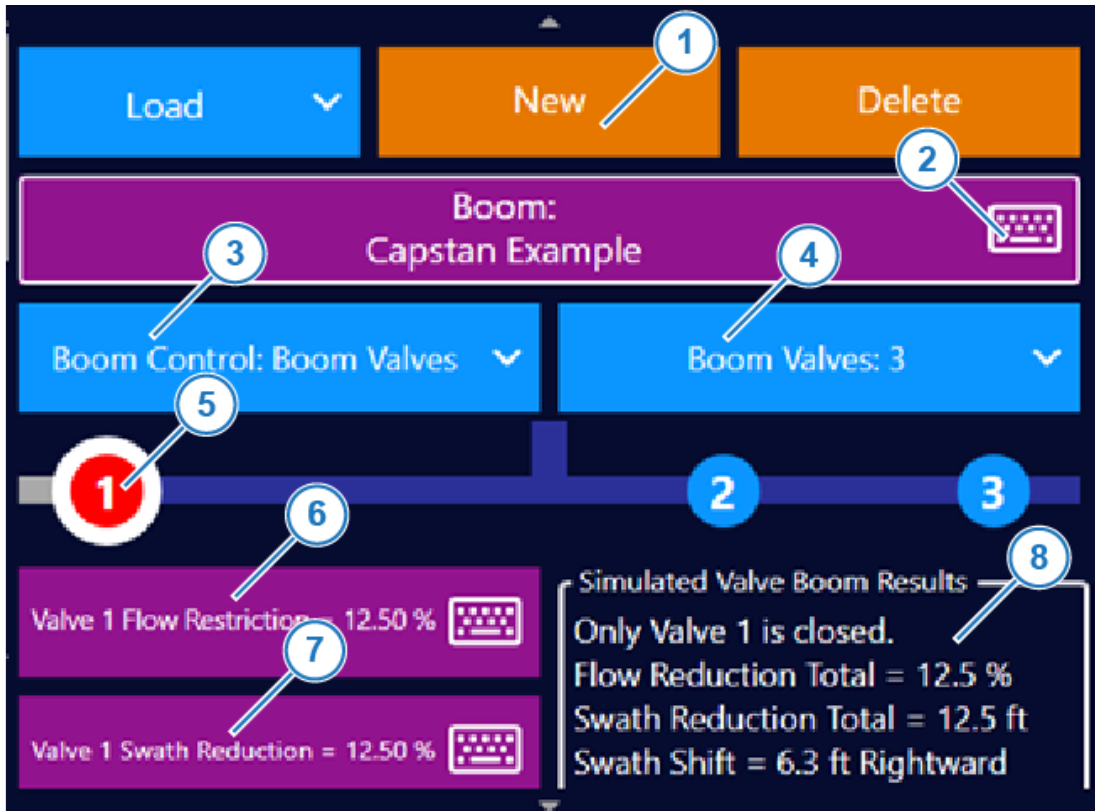 1
Load
New
Delete
2
Boom:
Capstan Example
3
4
Boom Control: Boom Valves
Boom Valves: 3
5
1
2
3
6
8
Valve 1 Flow Restriction = 12.50 %
Simulated Valve Boom Results
Only Valve 1 is closed.
Flow Reduction Total = 12.5 %
7
Swath Reduction Total = 12.5 ft
Valve 1 Swath Reduction = 12.50 %
Swath Shift = 6.3 ft Rightward